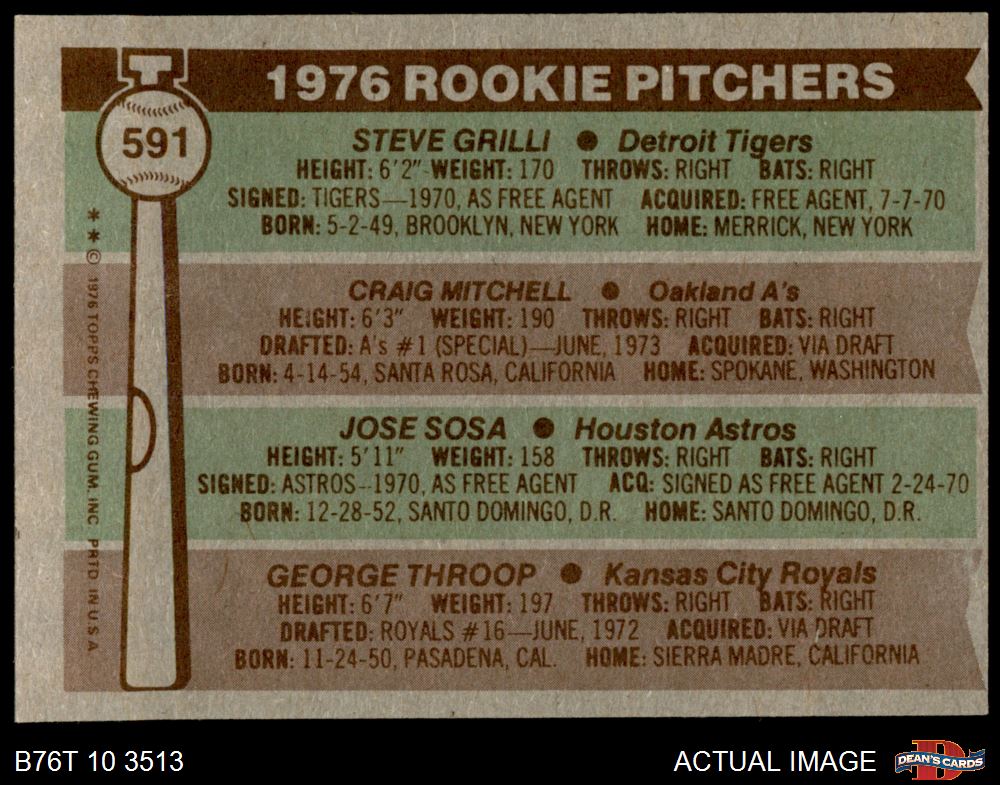 1976 ROOKIE PITCHERS
591
STEVE GRILLI ● Detroit Tigers
HEIGHT: 6'2" WEIGHT: 170 THROWS: RIGHT BATS: RIGHT
SIGNED: TIGERS—1970, AS FREE AGENT ACQUIRED: FREE AGENT, 7-7-70
BORN: 5-2-49, BROOKLYN, NEW YORK HOME: MERRICK, NEW YORK
CRAIG MITCHELL ● Oakland A's
HEIGHT: 6'3" WEIGHT: 190 THROWS: RIGHT BATS: RIGHT
DRAFTED: A's #1 (SPECIAL)—JUNE, 1973 ACQUIRED: VIA DRAFT
BORN: 4-14-54, SANTA ROSA, CALIFORNIA HOME: SPOKANE, WASHINGTON
JOSE SOSA ● Houston Astros
HEIGHT: 5'11" WEIGHT: 158 THROWS: RIGHT BATS: RIGHT
SIGNED: ASTROS—1970, AS FREE AGENT ACQ: SIGNED AS FREE AGENT 2-24-70
BORN: 12-28-52, SANTO DOMINGO, D.R. HOME: SANTO DOMINGO, D.R.
GEORGE THROOP ● Kansas City Royals
HEIGHT: 6'7" WEIGHT: 197 THROWS: RIGHT BATS: RIGHT
DRAFTED: ROYALS #16—JUNE, 1972 ACQUIRED: VIA DRAFT
BORN: 11-24-50, PASADENA, CAL. HOME: SIERRA MADRE, CALIFORNIA
* * © 1976 TOPPS CHEWING GUM, INC. PRTD. IN U.S.A.
B76T 10 3513
ACTUAL IMAGE
D
DEAN'S CARDS